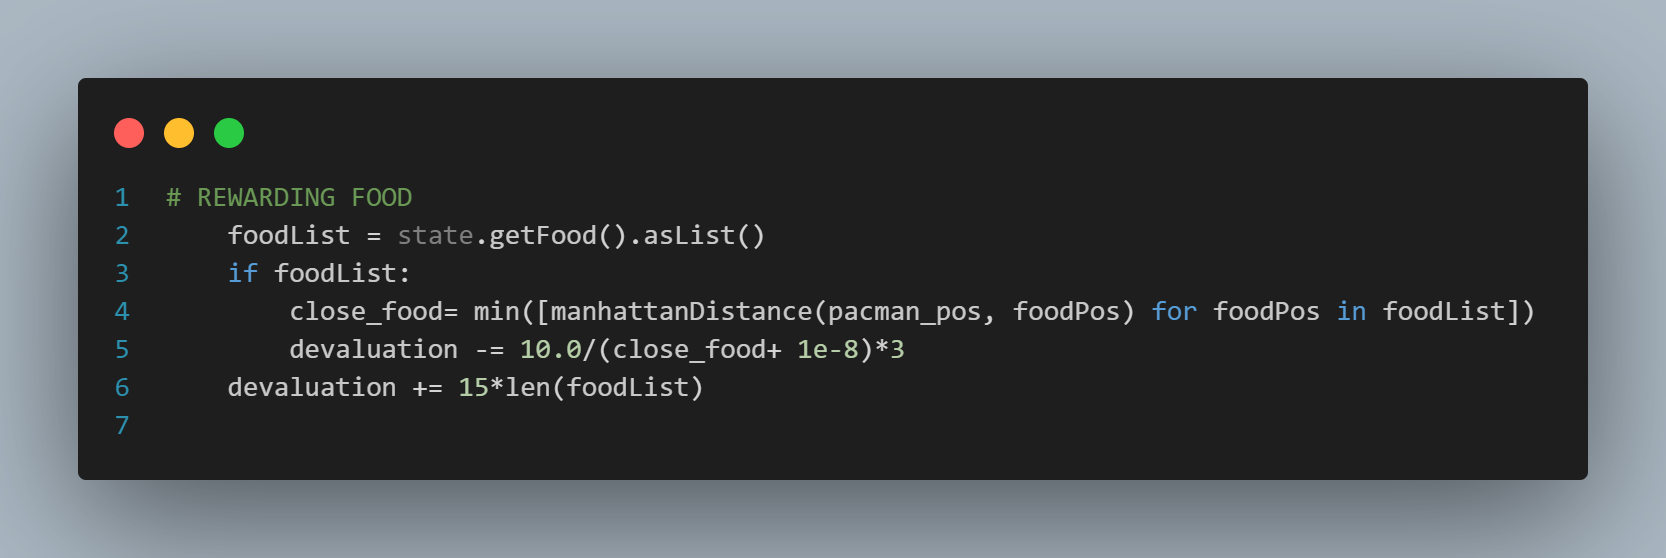 1 # REWARDING FOOD
2     foodList = state.getFood().asList()
3     if foodList:
4         close_food= min([manhattanDistance(pacman_pos, foodPos) for foodPos in foodList])
5         devaluation -= 10.0/(close_food+ 1e-8)*3
6     devaluation += 15*len(foodList)
7